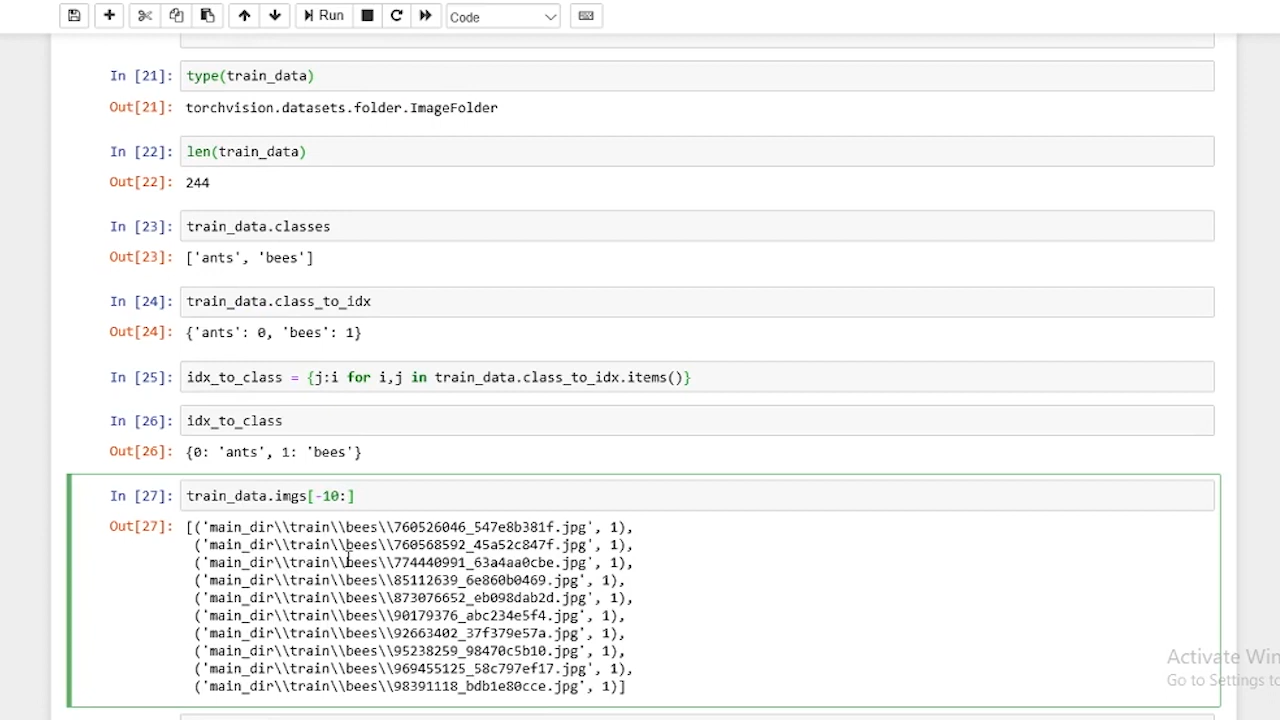 Run
Code
In [21]: type(train_data)
Out[21]: torchvision.datasets.folder.ImageFolder
In [22]: len(train_data)
Out[22]: 244
In [23]: train_data.classes
Out[23]: ['ants', 'bees']
In [24]: train_data.class_to_idx
Out[24]: {'ants': 0, 'bees': 1}
In [25]: idx_to_class = {j:i for i,j in train_data.class_to_idx.items()}
In [26]: idx_to_class
Out[26]: {0: 'ants', 1: 'bees'}
In [27]: train_data.imgs[-10:]
Out[27]: [('main_dir\\train\\bees\\760526046_547e8b381f.jpg', 1),
('main_dir\\train\\bees\\760568592_45a52c847f.jpg', 1),
('main_dir\\train\\bees\\774440991_63a4aa0cbe.jpg', 1),
('main_dir\\train\\bees\\85112639_6e860b0469.jpg', 1),
('main_dir\\train\\bees\\873076652_eb098dab2d.jpg', 1),
('main_dir\\train\\bees\\90179376_abc234e5f4.jpg', 1),
('main_dir\\train\\bees\\92663402_37f379e57a.jpg', 1),
('main_dir\\train\\bees\\95238259_98470c5b10.jpg', 1),
('main_dir\\train\\bees\\969455125_58c797ef17.jpg', 1),
('main_dir\\train\\bees\\98391118_bdb1e80cce.jpg', 1)]
Activate Win
Go to Settings to